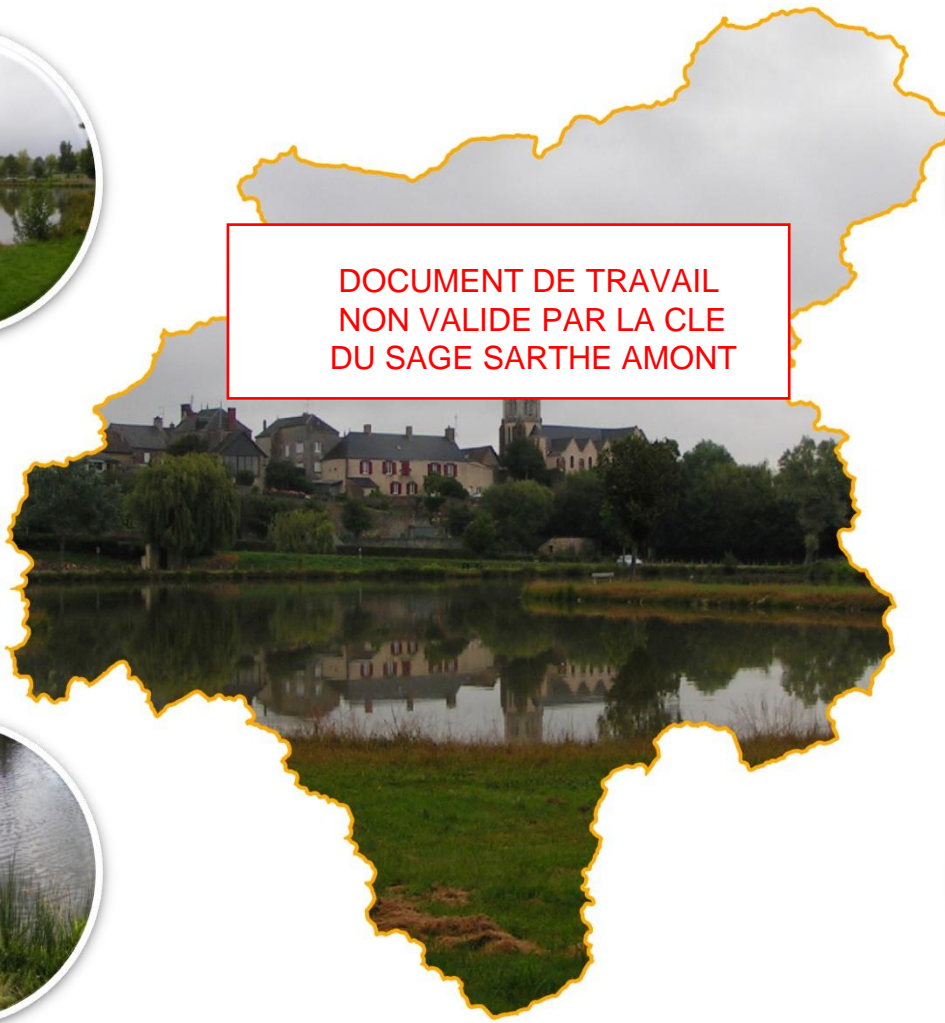 DOCUMENT DE TRAVAIL
NON VALIDE PAR LA CLE
DU SAGE SARTHE AMONT